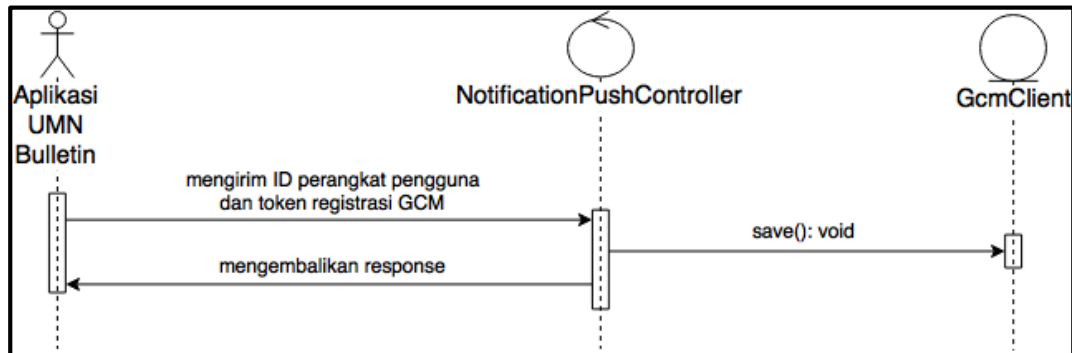 Aplikasi
UMN
Bulletin
NotificationPushController
GcmClient
mengirim ID perangkat pengguna
dan token registrasi GCM
save(): void
mengembalikan response